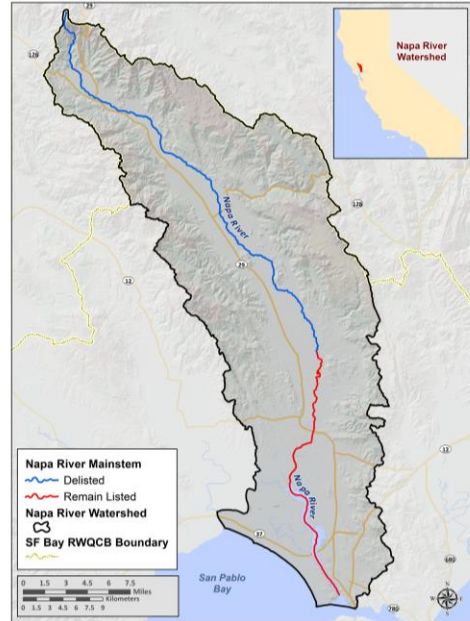 29
128
Napa River
Watershed
Napa River
128
29
12
Napa River
12
37
680
780
San Pablo
Bay
Napa River Mainstem
Delisted
Remain Listed
Napa River Watershed
SF Bay RWQCB Boundary
0 1.5 3 4.5 6 7.5
Miles
Kilometers
0 1.5 3 4.5 6 7.5 9
N
W E
S